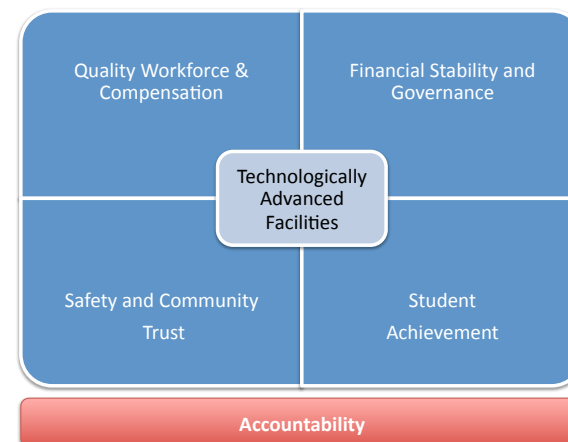 Quality Workforce &
Compensation
Financial Stability and
Governance
Technologically
Advanced
Facilities
Safety and Community
Trust
Student
Achievement
Accountability